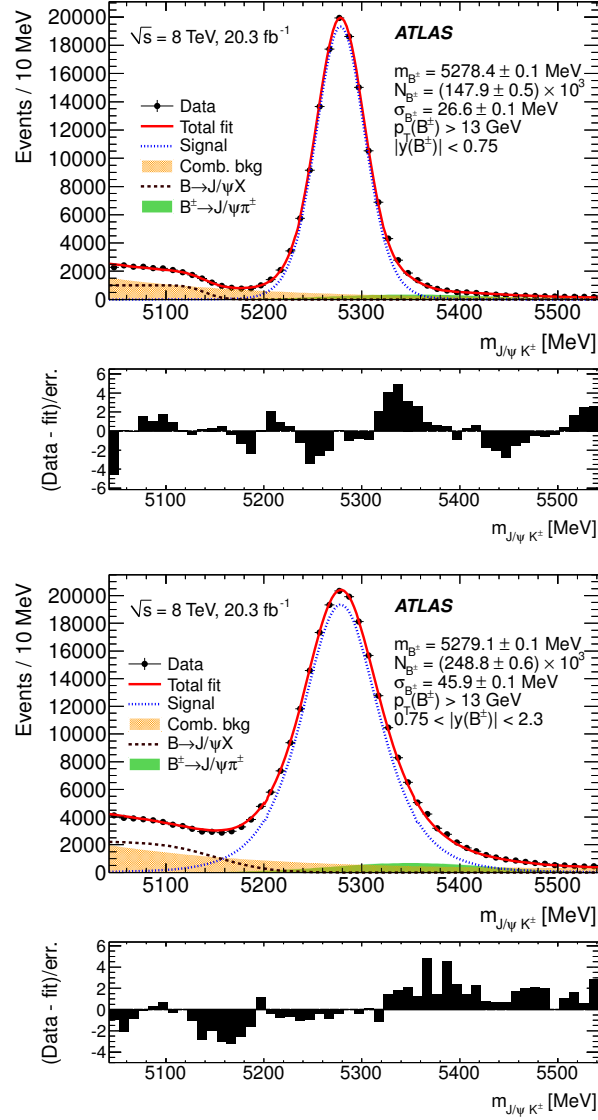 √s = 8 TeV, 20.3 fb⁻¹
ATLAS
m_B± = 5278.4 ± 0.1 MeV
N_B± = (147.9 ± 0.5) × 10³
σ_B± = 26.6 ± 0.1 MeV
p_T(B±) > 13 GeV
|y(B±)| < 0.75
Data
Total fit
Signal
Comb. bkg
B→J/ψX
B±→J/ψπ±
Events / 10 MeV
20000
18000
16000
14000
12000
10000
8000
6000
4000
2000
0
5100 5200 5300 5400 5500
m_J/ψ K± [MeV]
(Data - fit)/err.
6
4
2
0
-2
-4
-6
5100 5200 5300 5400 5500
m_J/ψ K± [MeV]
√s = 8 TeV, 20.3 fb⁻¹
ATLAS
m_B± = 5279.1 ± 0.1 MeV
N_B± = (248.8 ± 0.6) × 10³
σ_B± = 45.9 ± 0.1 MeV
p_T(B±) > 13 GeV
0.75 < |y(B±)| < 2.3
Data
Total fit
Signal
Comb. bkg
B→J/ψX
B±→J/ψπ±
Events / 10 MeV
20000
18000
16000
14000
12000
10000
8000
6000
4000
2000
0
5100 5200 5300 5400 5500
m_J/ψ K± [MeV]
(Data - fit)/err.
6
4
2
0
-2
-4
5100 5200 5300 5400 5500
m_J/ψ K± [MeV]